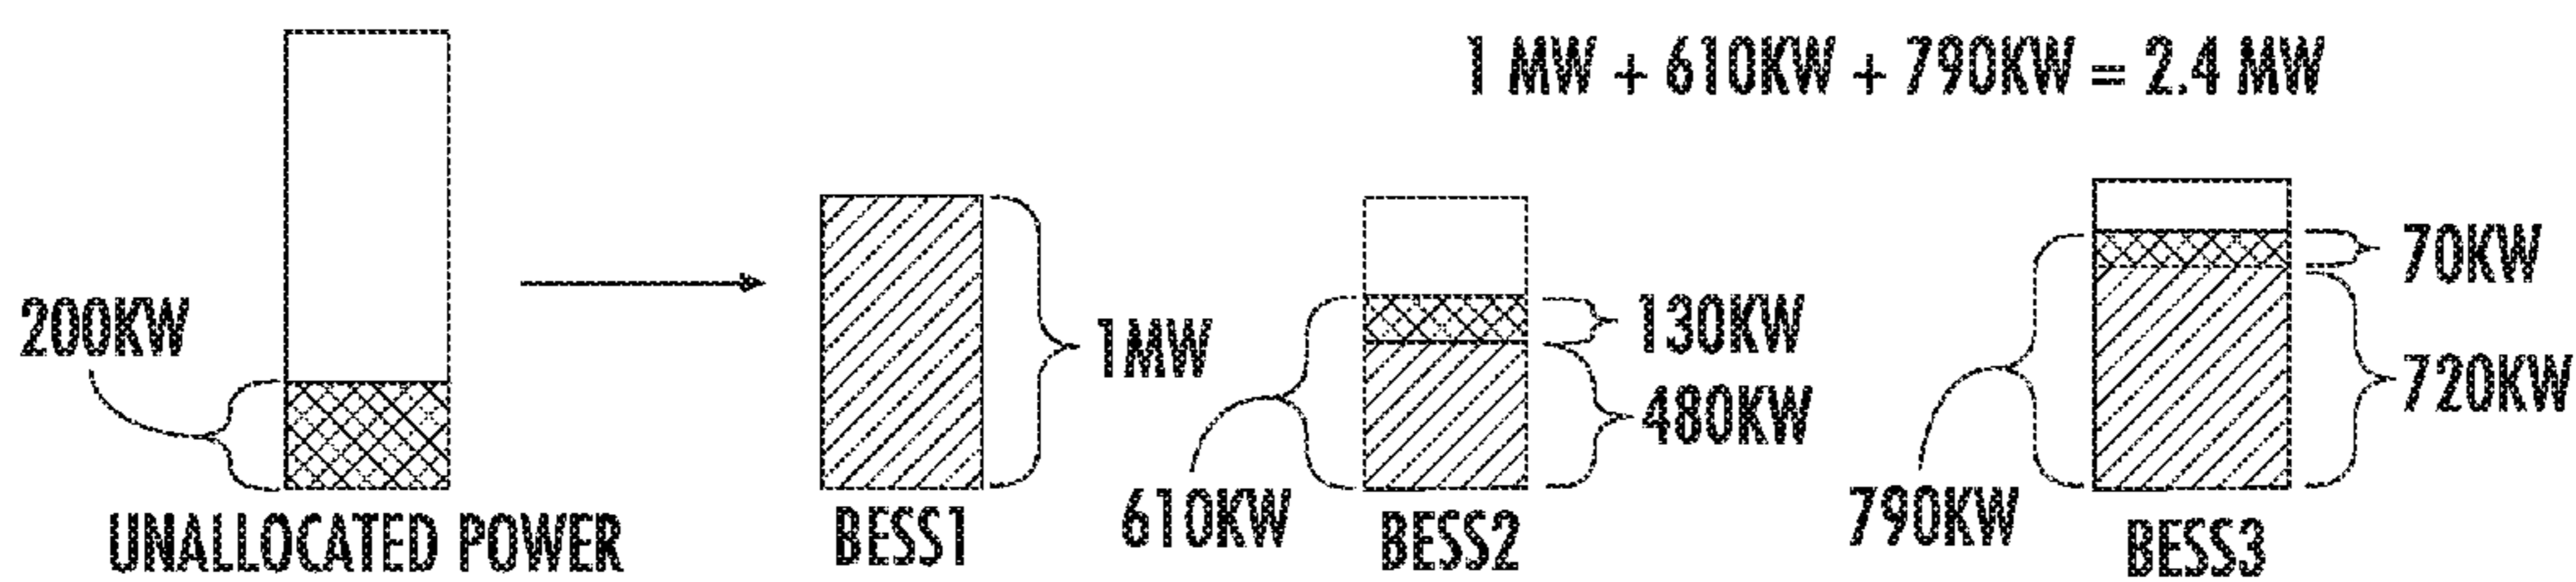 1 MW + 610KW + 790KW = 2.4 MW
200KW
UNALLOCATED POWER
1MW
BESS1
130KW
480KW
610KW
BESS2
70KW
720KW
790KW
BESS3